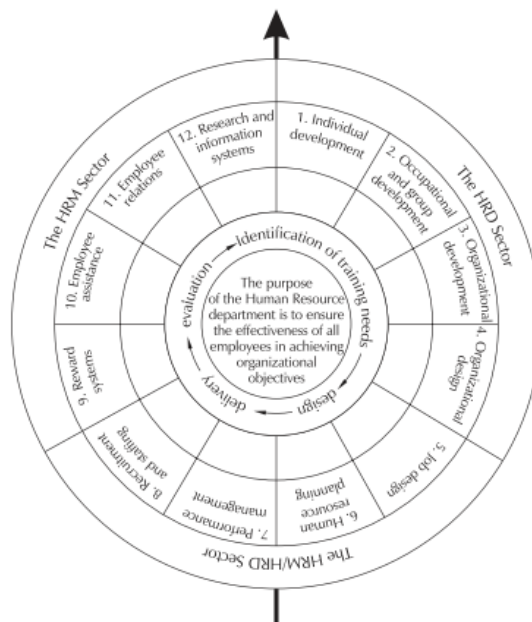 The HRM Sector
The HRD Sector
The HRM/HRD Sector
1. Individual
development
2. Occupational
and group
development
3. Organizational
development
4. Organizational
design
5. Job design
6. Human
resource
planning
7. Performance
management
8. Recruitment
and staffing
9. Reward
systems
10. Employee
assistance
11. Employee
relations
12. Research and
information
systems
Identification of training needs
design
delivery
evaluation
The purpose
of the Human Resource
department is to ensure
the effectiveness of all
employees in achieving
organizational
objectives